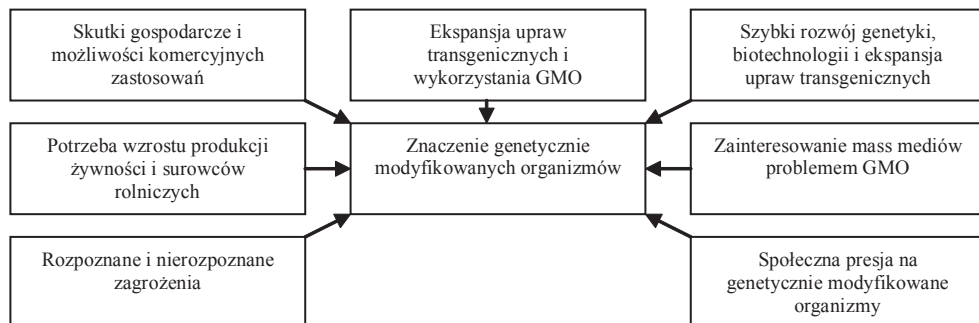 Skutki gospodarcze i
możliwości komercyjnych
zastosowań
Ekspansja upraw
transgenicznych i
wykorzystania GMO
Szybki rozwój genetyki,
biotechnologii i ekspansja
upraw transgenicznych
Potrzeba wzrostu produkcji
żywności i surowców
rolniczych
Znaczenie genetycznie
modyfikowanych organizmów
Zainteresowanie mass mediów
problemem GMO
Rozpoznane i nierozpoznane
zagrożenia
Społeczna presja na
genetycznie modyfikowane
organizmy